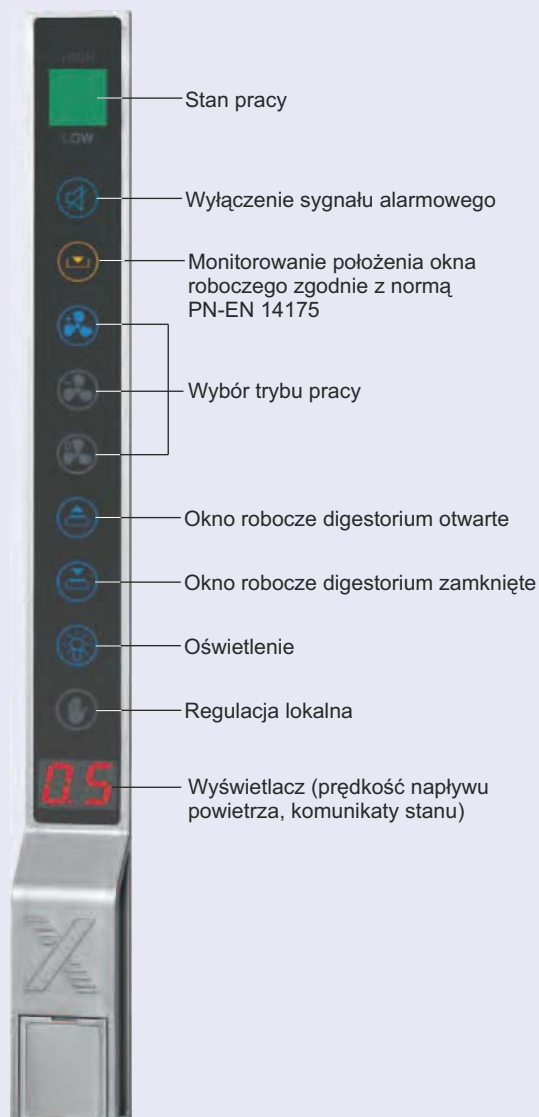 HIGH
Stan pracy
LOW
Wyłączenie sygnału alarmowego
Monitorowanie położenia okna
roboczego zgodnie z normą
PN-EN 14175
Wybór trybu pracy
Okno robocze digestorium otwarte
Okno robocze digestorium zamknięte
Oświetlenie
Regulacja lokalna
0.5
Wyświetlacz (prędkość napływu
powietrza, komunikaty stanu)
X